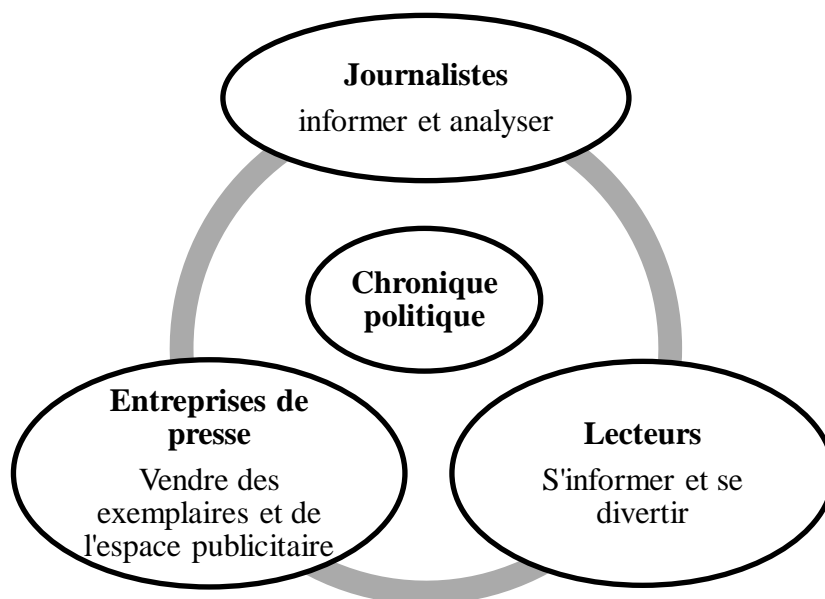 Journalistes
informer et analyser
Chronique
politique
Entreprises de
presse
Vendre des
exemplaires et de
l'espace publicitaire
Lecteurs
S'informer et se
divertir